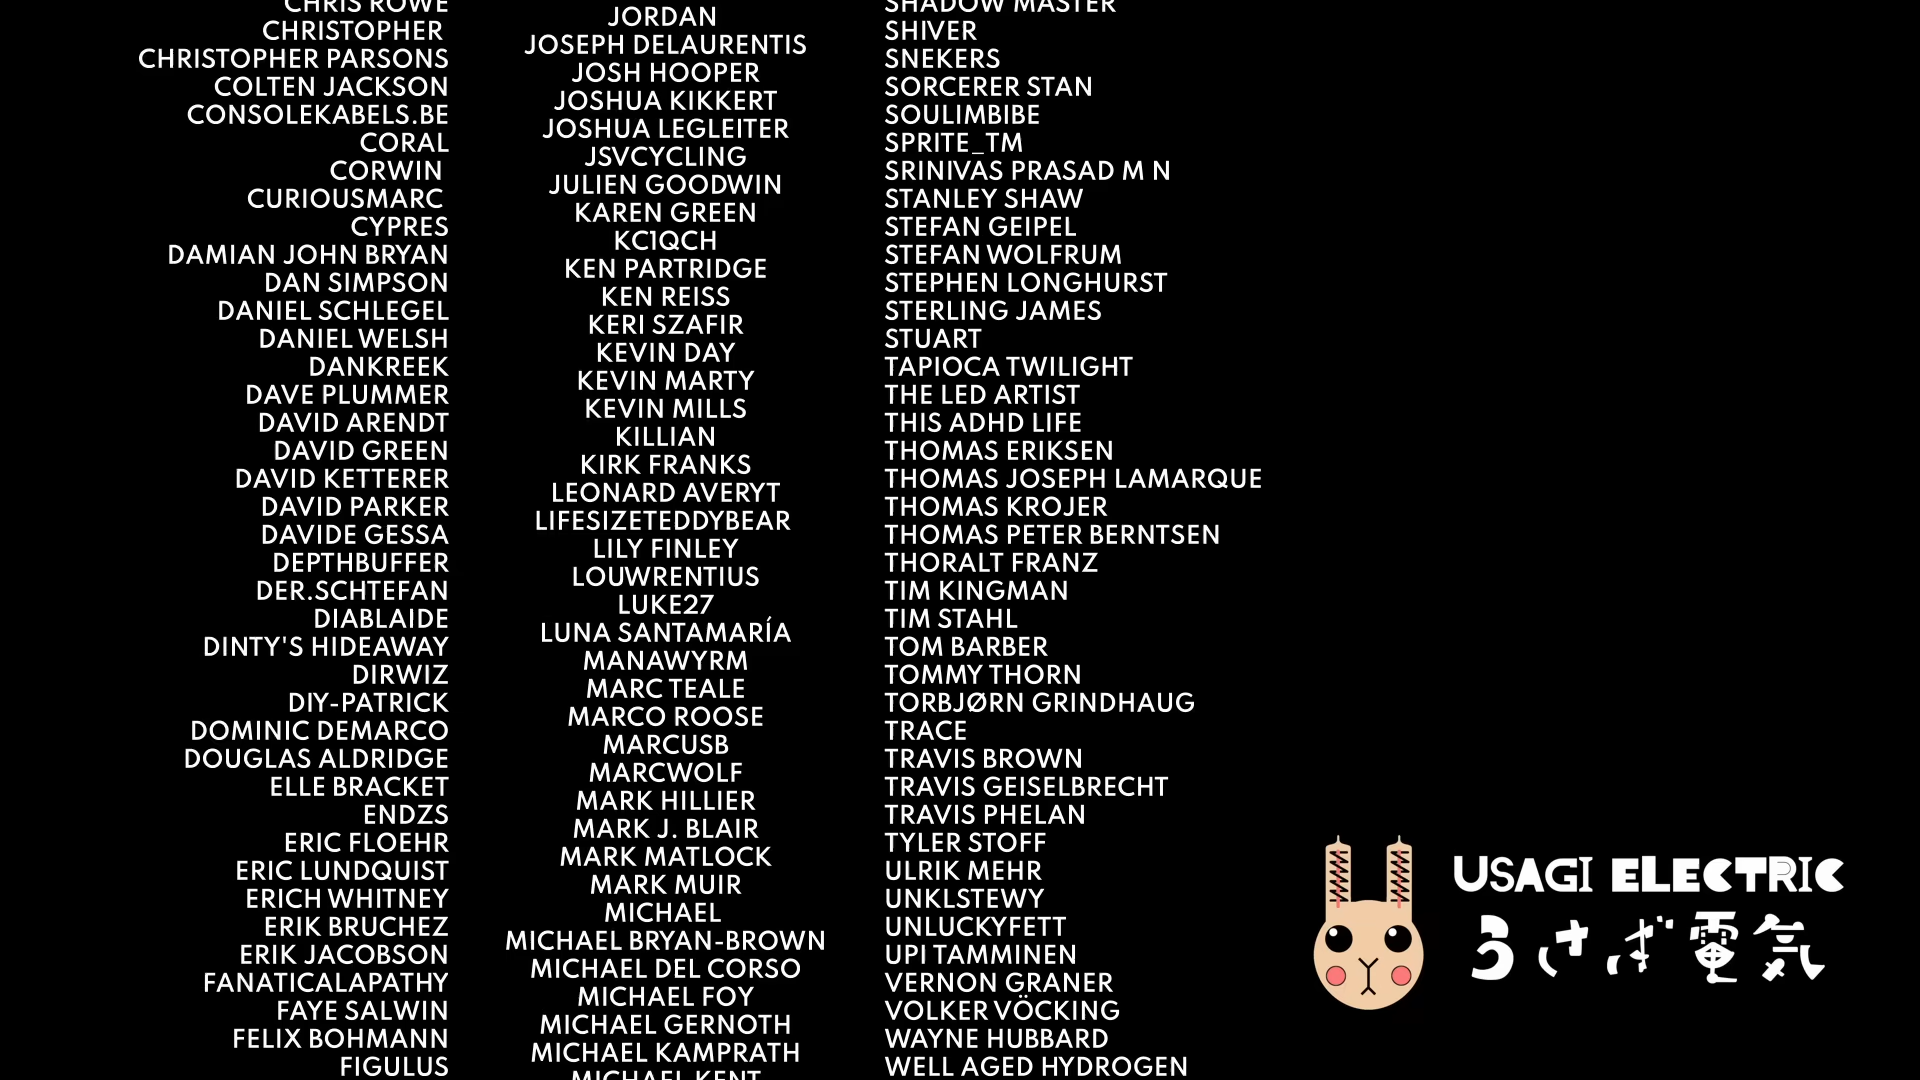 CHRIS ROWE
CHRISTOPHER
CHRISTOPHER PARSONS
COLTEN JACKSON
CONSOLEKABELS.BE
CORAL
CORWIN
CURIOUSMARC
CYPRES
DAMIAN JOHN BRYAN
DAN SIMPSON
DANIEL SCHLEGEL
DANIEL WELSH
DANKREEK
DAVE PLUMMER
DAVID ARENDT
DAVID GREEN
DAVID KETTERER
DAVID PARKER
DAVIDE GESSA
DEPTHBUFFER
DER.SCHTEFAN
DIABLAIDE
DINTY'S HIDEAWAY
DIRWIZ
DIY-PATRICK
DOMINIC DEMARCO
DOUGLAS ALDRIDGE
ELLE BRACKET
ENDZS
ERIC FLOEHR
ERIC LUNDQUIST
ERICH WHITNEY
ERIK BRUCHEZ
ERIK JACOBSON
FANATICALAPATHY
FAYE SALWIN
FELIX BOHMANN
FIGULUS
JORDAN
JOSEPH DELAURENTIS
JOSH HOOPER
JOSHUA KIKKERT
JOSHUA LEGLEITER
JSVCYCLING
JULIEN GOODWIN
KAREN GREEN
KC1QCH
KEN PARTRIDGE
KEN REISS
KERI SZAFIR
KEVIN DAY
KEVIN MARTY
KEVIN MILLS
KILLIAN
KIRK FRANKS
LEONARD AVERYT
LIFESIZETEDDYBEAR
LILY FINLEY
LOUWRENTIUS
LUKE27
LUNA SANTAMARÍA
MANAWYRM
MARC TEALE
MARCO ROOSE
MARCUSB
MARCWOLF
MARK HILLIER
MARK J. BLAIR
MARK MATLOCK
MARK MUIR
MICHAEL
MICHAEL BRYAN-BROWN
MICHAEL DEL CORSO
MICHAEL FOY
MICHAEL GERNOTH
MICHAEL KAMPRATH
MICHAEL KENT
SHADOW MASTER
SHIVER
SNEKERS
SORCERER STAN
SOULIMBIBE
SPRITE_TM
SRINIVAS PRASAD M N
STANLEY SHAW
STEFAN GEIPEL
STEFAN WOLFRUM
STEPHEN LONGHURST
STERLING JAMES
STUART
TAPIOCA TWILIGHT
THE LED ARTIST
THIS ADHD LIFE
THOMAS ERIKSEN
THOMAS JOSEPH LAMARQUE
THOMAS KROJER
THOMAS PETER BERNTSEN
THORALT FRANZ
TIM KINGMAN
TIM STAHL
TOM BARBER
TOMMY THORN
TORBJØRN GRINDHAUG
TRACE
TRAVIS BROWN
TRAVIS GEISELBRECHT
TRAVIS PHELAN
TYLER STOFF
ULRIK MEHR
UNKLSTEWY
UNLUCKYFETT
UPI TAMMINEN
VERNON GRANER
VOLKER VÖCKING
WAYNE HUBBARD
WELL AGED HYDROGEN
USAGI ELECTRIC
うさぎ電気